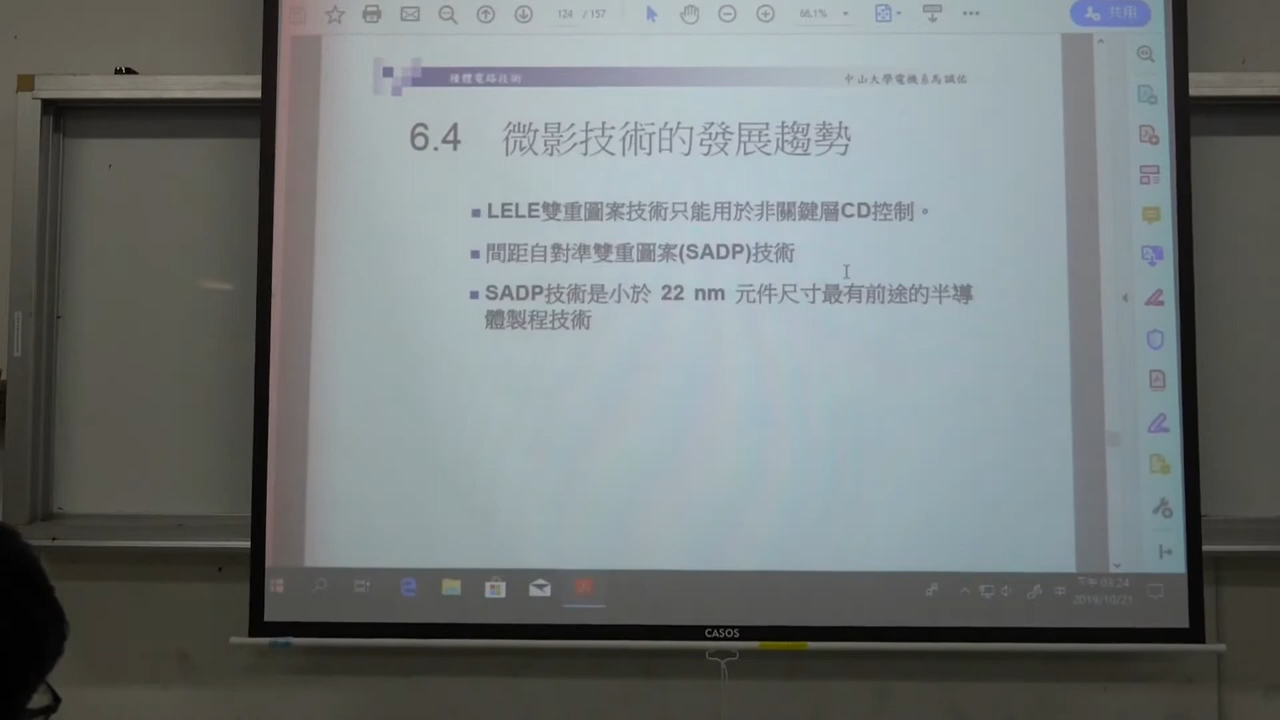 124 / 157
66.1%
共用
積體電路技術
中山大學電機系馬誠佑
6.4 微影技術的發展趨勢
LELE雙重圖案技術只能用於非關鍵層CD控制。
間距自對準雙重圖案(SADP)技術
SADP技術是小於 22 nm 元件尺寸最有前途的半導
體製程技術
中
下午 03:24
2019/10/21
CASOS